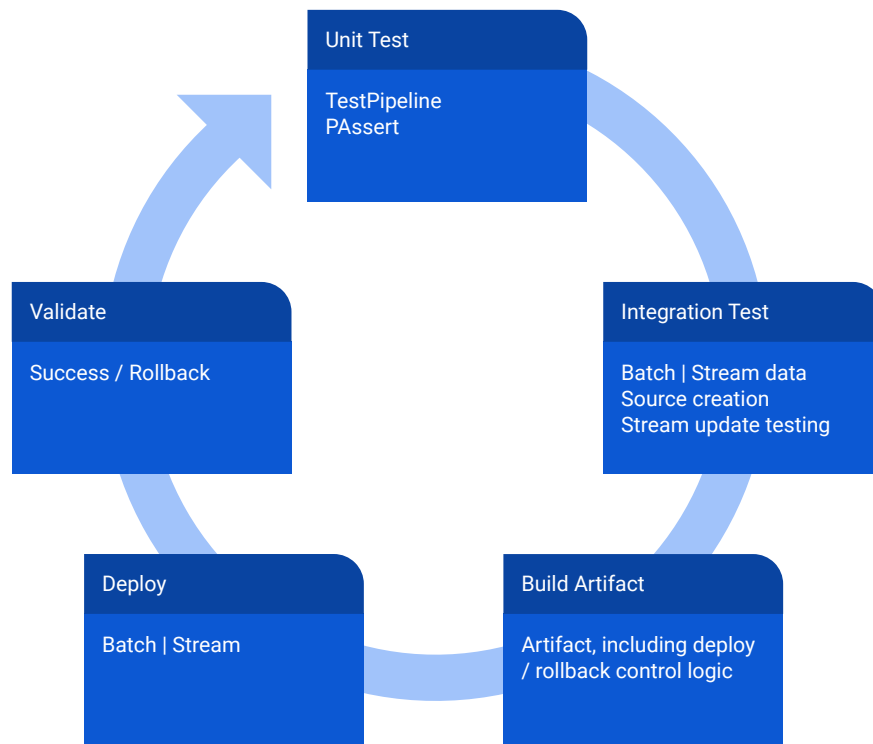 Unit Test
TestPipeline
PAssert
Integration Test
Batch | Stream data
Source creation
Stream update testing
Build Artifact
Artifact, including deploy
/ rollback control logic
Deploy
Batch | Stream
Validate
Success / Rollback